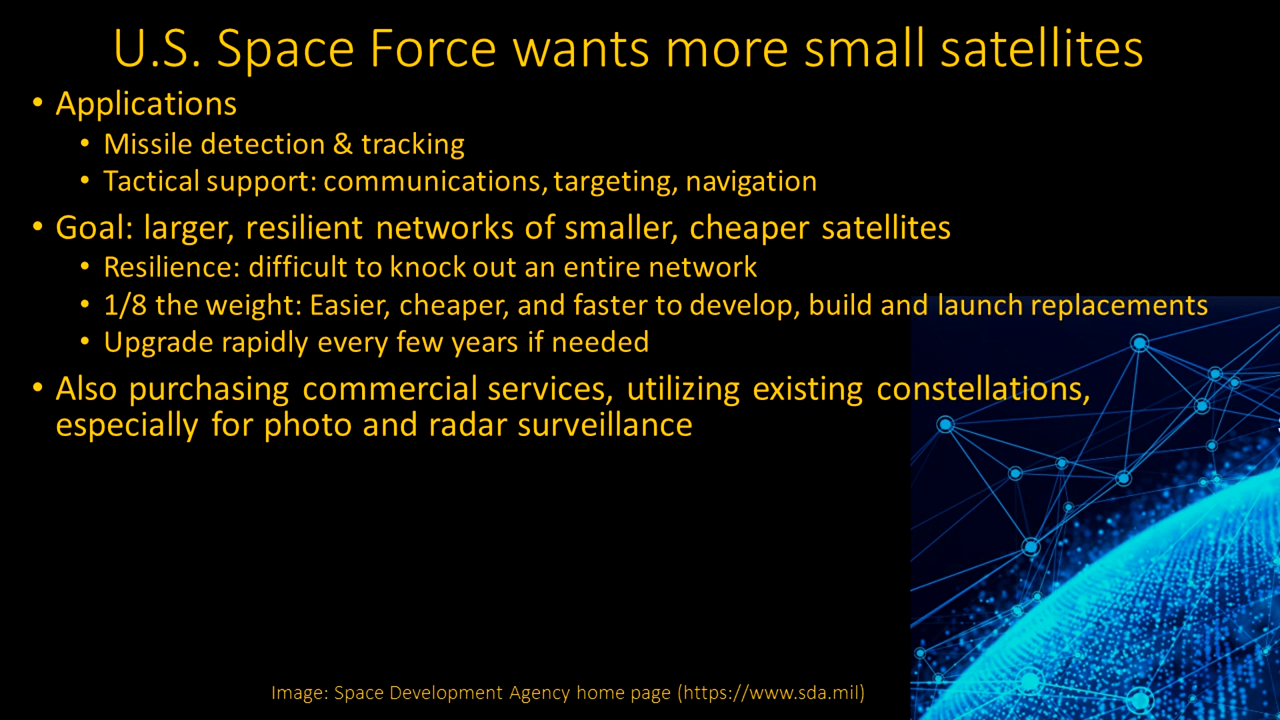 U.S. Space Force wants more small satellites
• Applications
• Missile detection & tracking
• Tactical support: communications, targeting, navigation
• Goal: larger, resilient networks of smaller, cheaper satellites
• Resilience: difficult to knock out an entire network
• 1/8 the weight: Easier, cheaper, and faster to develop, build and launch replacements
• Upgrade rapidly every few years if needed
• Also purchasing commercial services, utilizing existing constellations,
especially for photo and radar surveillance
Image: Space Development Agency home page (https://www.sda.mil)